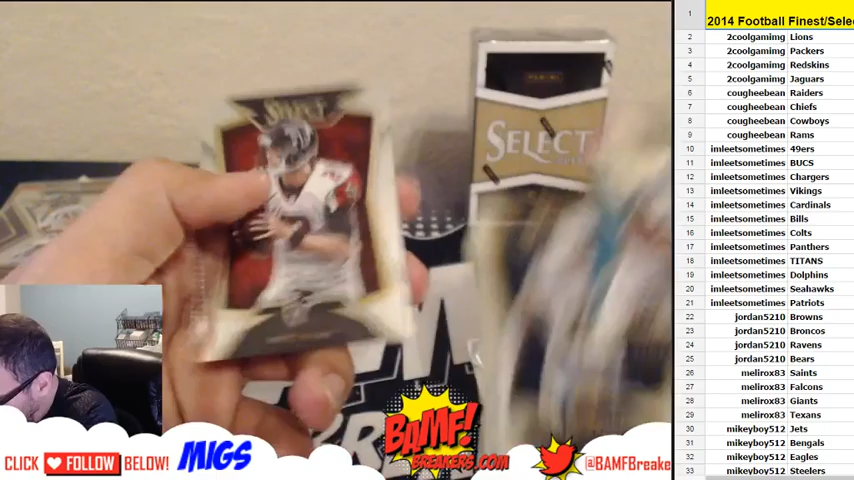 1 2014 Football Finest/Selec
2 2coolgamimg Lions
3 2coolgamimg Packers
4 2coolgamimg Redskins
5 2coolgamimg Jaguars
6 cougheebean Raiders
7 cougheebean Chiefs
8 cougheebean Cowboys
9 cougheebean Rams
10 imleetsometimes 49ers
11 imleetsometimes BUCS
12 imleetsometimes Chargers
13 imleetsometimes Vikings
14 imleetsometimes Cardinals
15 imleetsometimes Bills
16 imleetsometimes Colts
17 imleetsometimes Panthers
18 imleetsometimes TITANS
19 imleetsometimes Dolphins
20 imleetsometimes Seahawks
21 imleetsometimes Patriots
22 jordan5210 Browns
23 jordan5210 Broncos
24 jordan5210 Ravens
25 jordan5210 Bears
26 melirox83 Saints
27 melirox83 Falcons
28 melirox83 Giants
29 melirox83 Texans
30 mikeyboy512 Jets
31 mikeyboy512 Bengals
32 mikeyboy512 Eagles
33 mikeyboy512 Steelers
PANINI
SELECT
SELECT
CLICK FOLLOW BELOW!
MIGS
BAMF!
BREAKERS.COM
@BAMFBreake